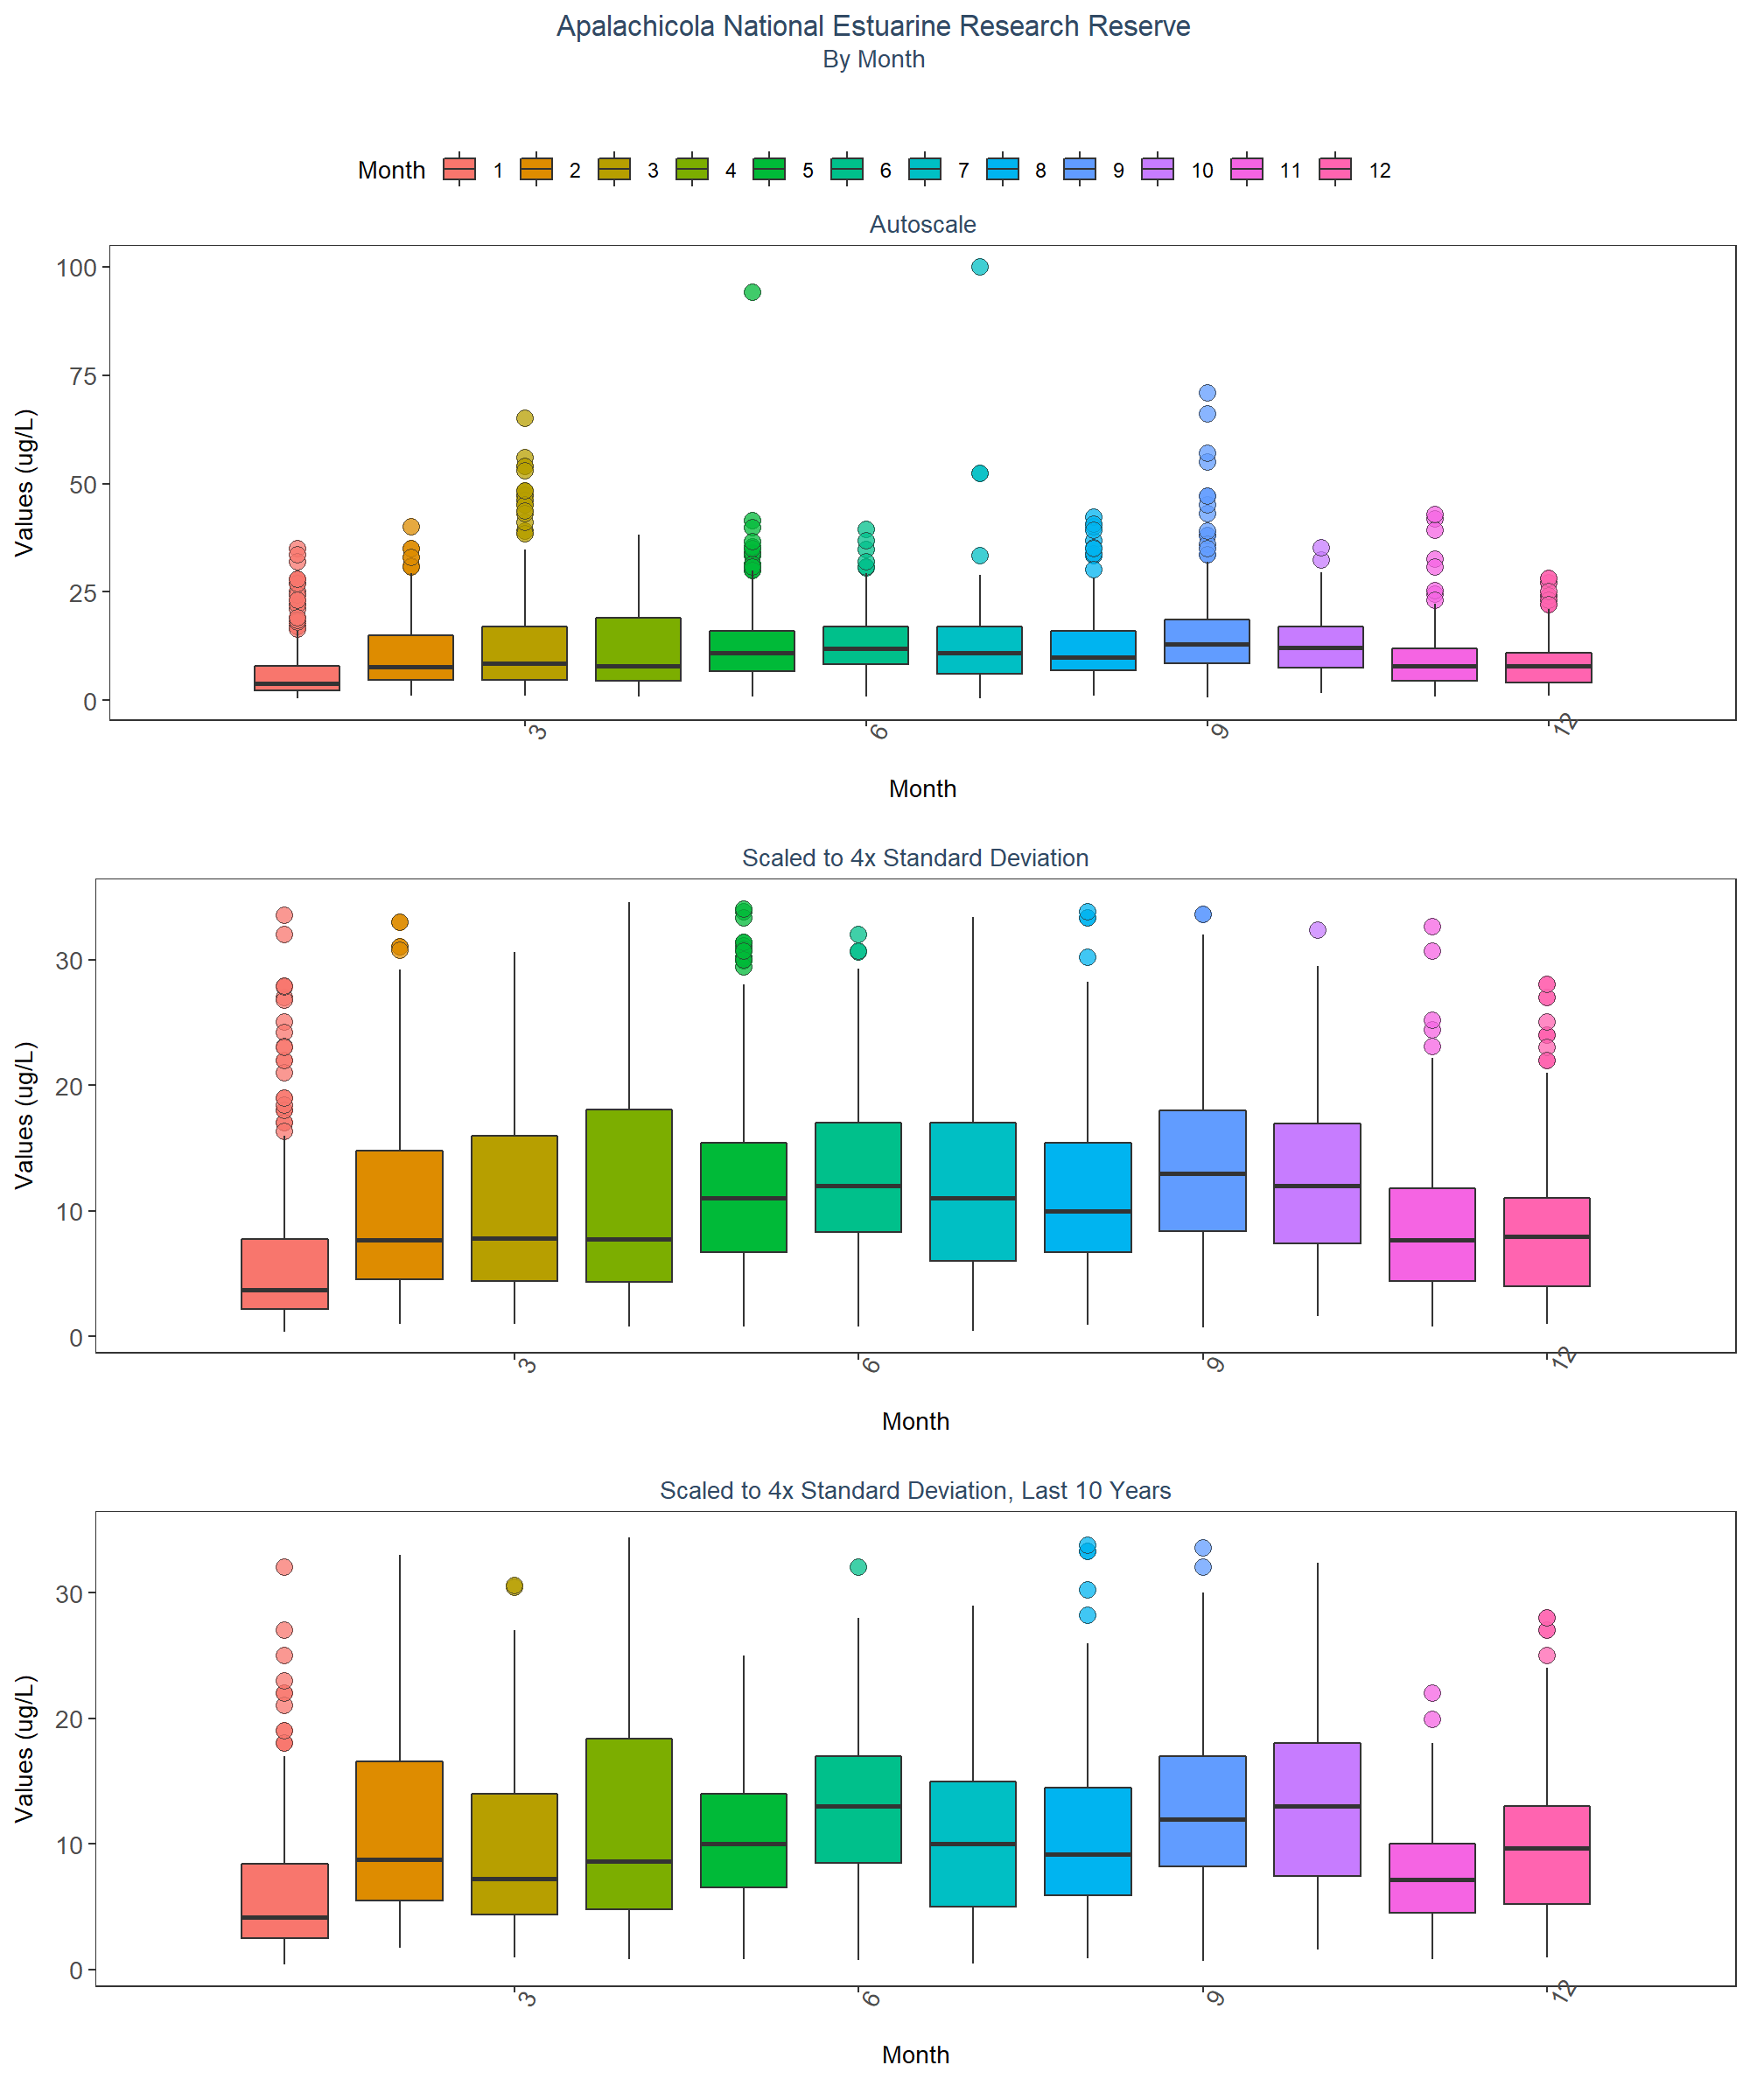 Apalachicola National Estuarine Research Reserve
By Month
Month 1 2 3 4 5 6 7 8 9 10 11 12
Autoscale
Values (ug/L)
100
75
50
25
0
3 6 9 12
Month
Scaled to 4x Standard Deviation
Values (ug/L)
30
20
10
0
3 6 9 12
Month
Scaled to 4x Standard Deviation, Last 10 Years
Values (ug/L)
30
20
10
0
3 6 9 12
Month